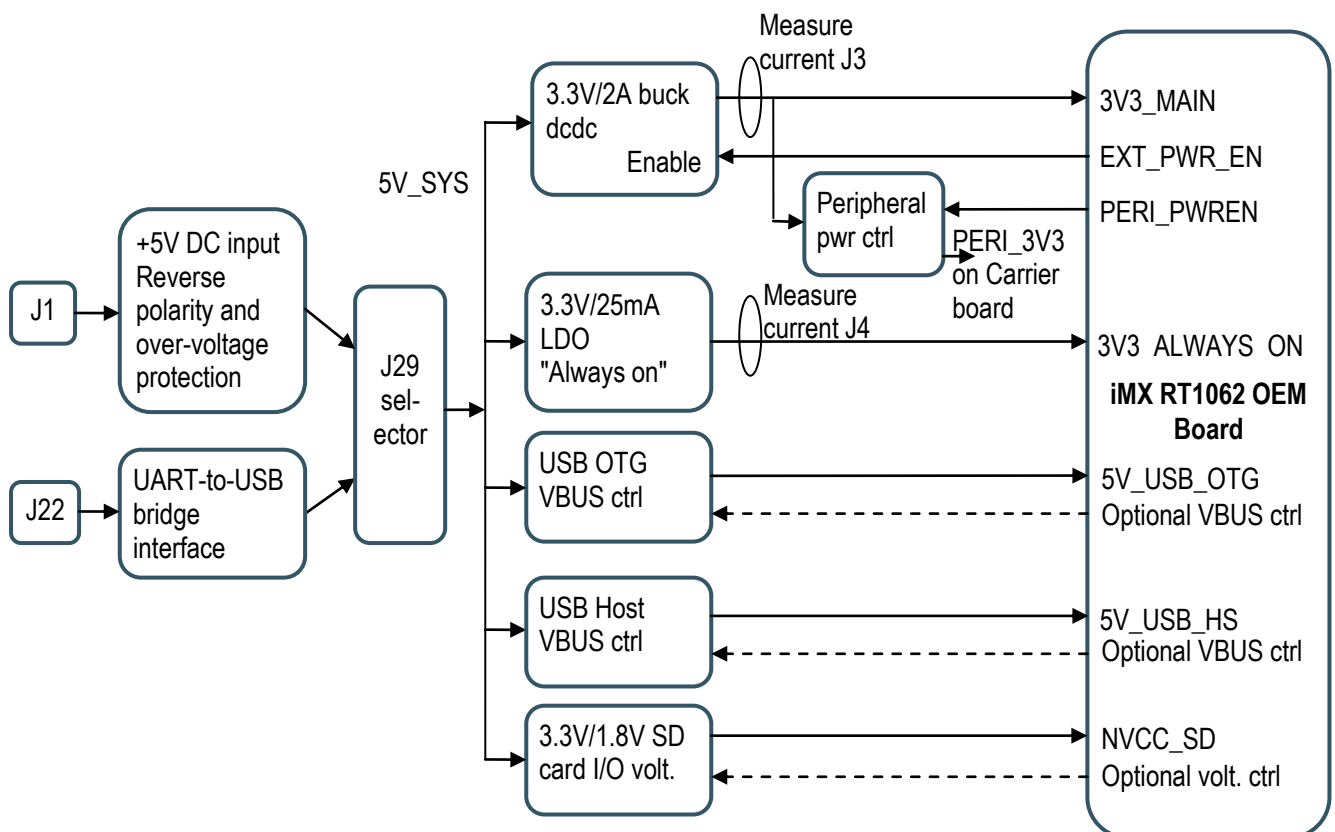 Measure
current J3
3.3V/2A buck
dcdc
Enable
3V3_MAIN
EXT_PWR_EN
PERI_PWREN
5V_SYS
Peripheral
pwr ctrl
PERI_3V3
on Carrier
board
+5V DC input
Reverse
polarity and
over-voltage
protection
J1
J29
sel-
ector
3.3V/25mA
LDO
"Always on"
Measure
current J4
3V3 ALWAYS ON
iMX RT1062 OEM
Board
J22
UART-to-USB
bridge
interface
USB OTG
VBUS ctrl
5V_USB_OTG
Optional VBUS ctrl
USB Host
VBUS ctrl
5V_USB_HS
Optional VBUS ctrl
3.3V/1.8V SD
card I/O volt.
NVCC_SD
Optional volt. ctrl